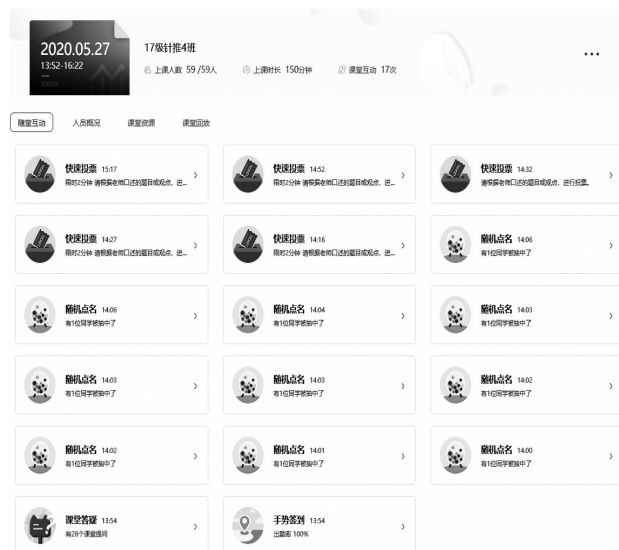 2020.05.27
13:52-16:22
17级针推4班
上课人数 59 /59人
上课时长 150分钟
课堂互动 17次
随堂互动
人员概况
课堂资源
课堂回放
快速投票 15:17
限时2分钟 请根据老师口述的题目或观点，进...
快速投票 14:52
限时2分钟 请根据老师口述的题目或观点，进...
快速投票 14:32
请根据老师口述的题目或观点，进行投票。
快速投票 14:27
限时2分钟 请根据老师口述的题目或观点，进...
快速投票 14:16
限时2分钟 请根据老师口述的题目或观点，进...
随机点名 14:06
有1位同学被抽中了
随机点名 14:06
有1位同学被抽中了
随机点名 14:04
有1位同学被抽中了
随机点名 14:03
有1位同学被抽中了
随机点名 14:03
有1位同学被抽中了
随机点名 14:03
有1位同学被抽中了
随机点名 14:02
有1位同学被抽中了
随机点名 14:02
有1位同学被抽中了
随机点名 14:01
有1位同学被抽中了
随机点名 14:00
有1位同学被抽中了
课堂答疑 13:54
有28个课堂提问
手势签到 13:54
出勤率 100%